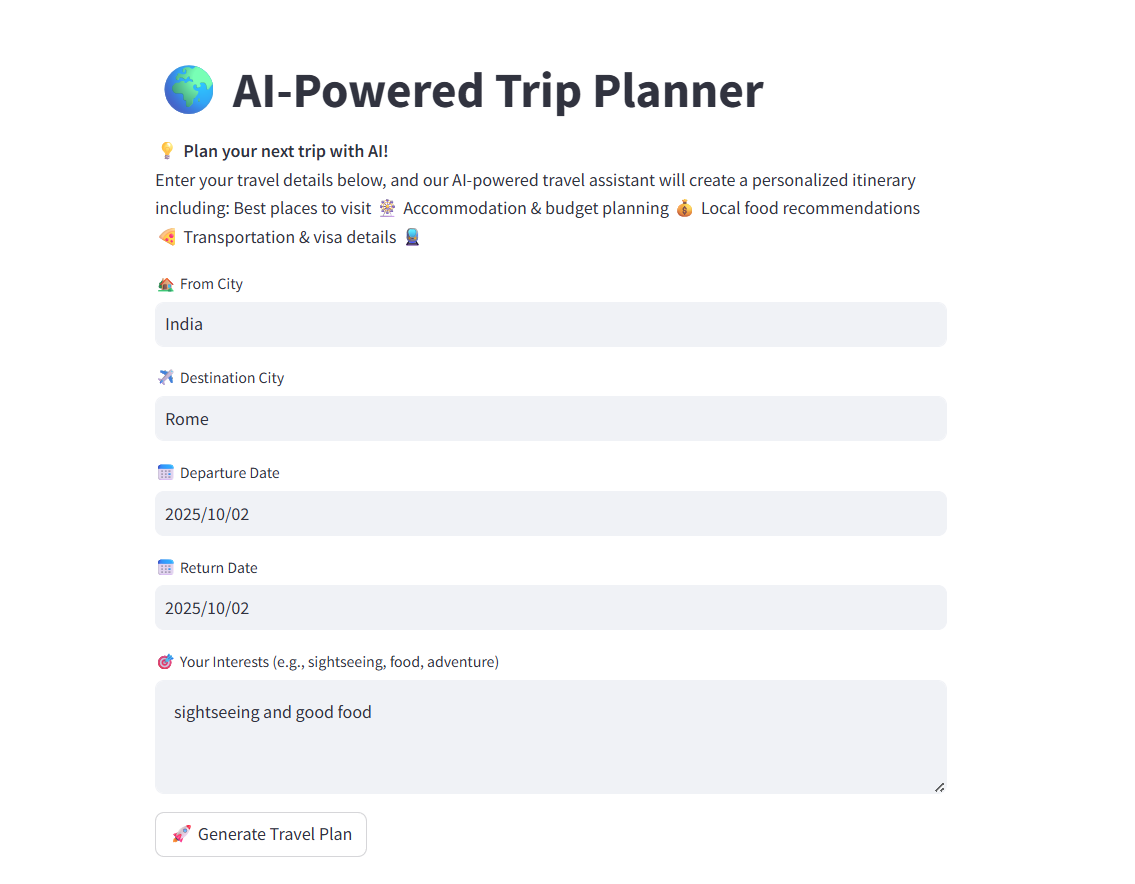 🌍 AI-Powered Trip Planner
💡 Plan your next trip with AI!
Enter your travel details below, and our AI-powered travel assistant will create a personalized itinerary
including: Best places to visit 🎡 Accommodation & budget planning 💰 Local food recommendations
🍕 Transportation & visa details 🚆
🏡 From City
India
✈️ Destination City
Rome
📅 Departure Date
2025/10/02
📅 Return Date
2025/10/02
🎯 Your Interests (e.g., sightseeing, food, adventure)
sightseeing and good food
🚀 Generate Travel Plan